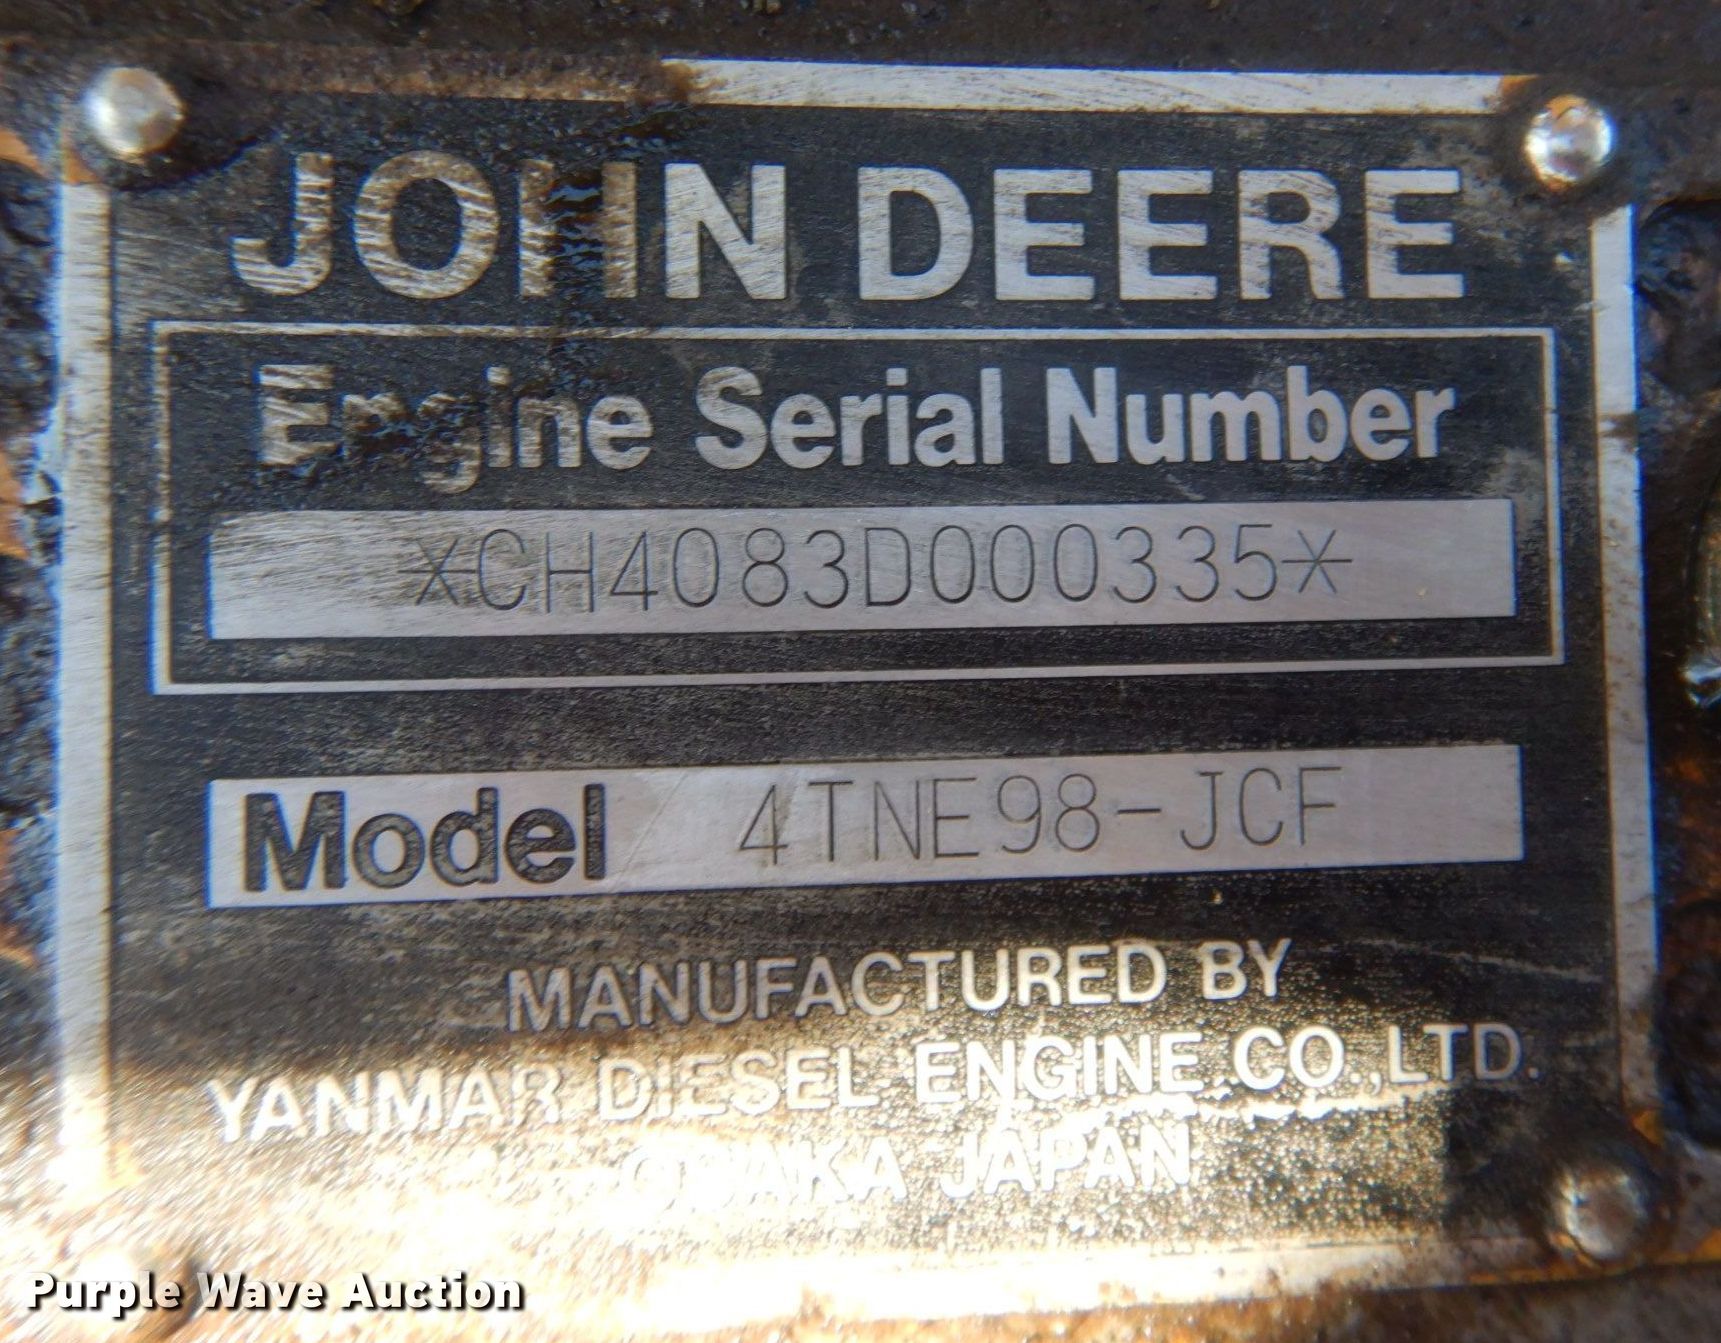 JOHN DEERE
Engine Serial Number
*CH4083D000335*
Model 4TNE98-JCF
MANUFACTURED BY
YANMAR DIESEL ENGINE CO.,LTD.
OSAKA JAPAN
Purple Wave Auction